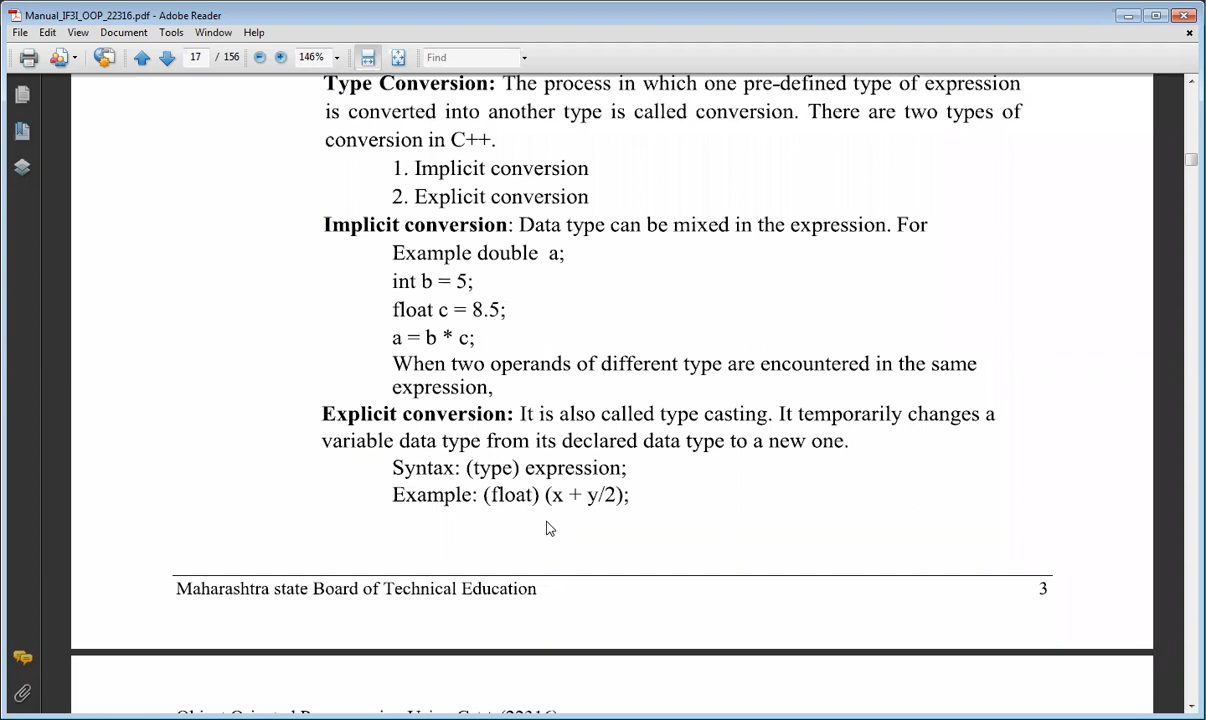 Manual_IF3I_OOP_22316.pdf - Adobe Reader
File Edit View Document Tools Window Help
17 / 156 146% Find
Type Conversion: The process in which one pre-defined type of expression
is converted into another type is called conversion. There are two types of
conversion in C++.
1. Implicit conversion
2. Explicit conversion
Implicit conversion: Data type can be mixed in the expression. For
Example double a;
int b = 5;
float c = 8.5;
a = b * c;
When two operands of different type are encountered in the same
expression,
Explicit conversion: It is also called type casting. It temporarily changes a
variable data type from its declared data type to a new one.
Syntax: (type) expression;
Example: (float) (x + y/2);
Maharashtra state Board of Technical Education 3